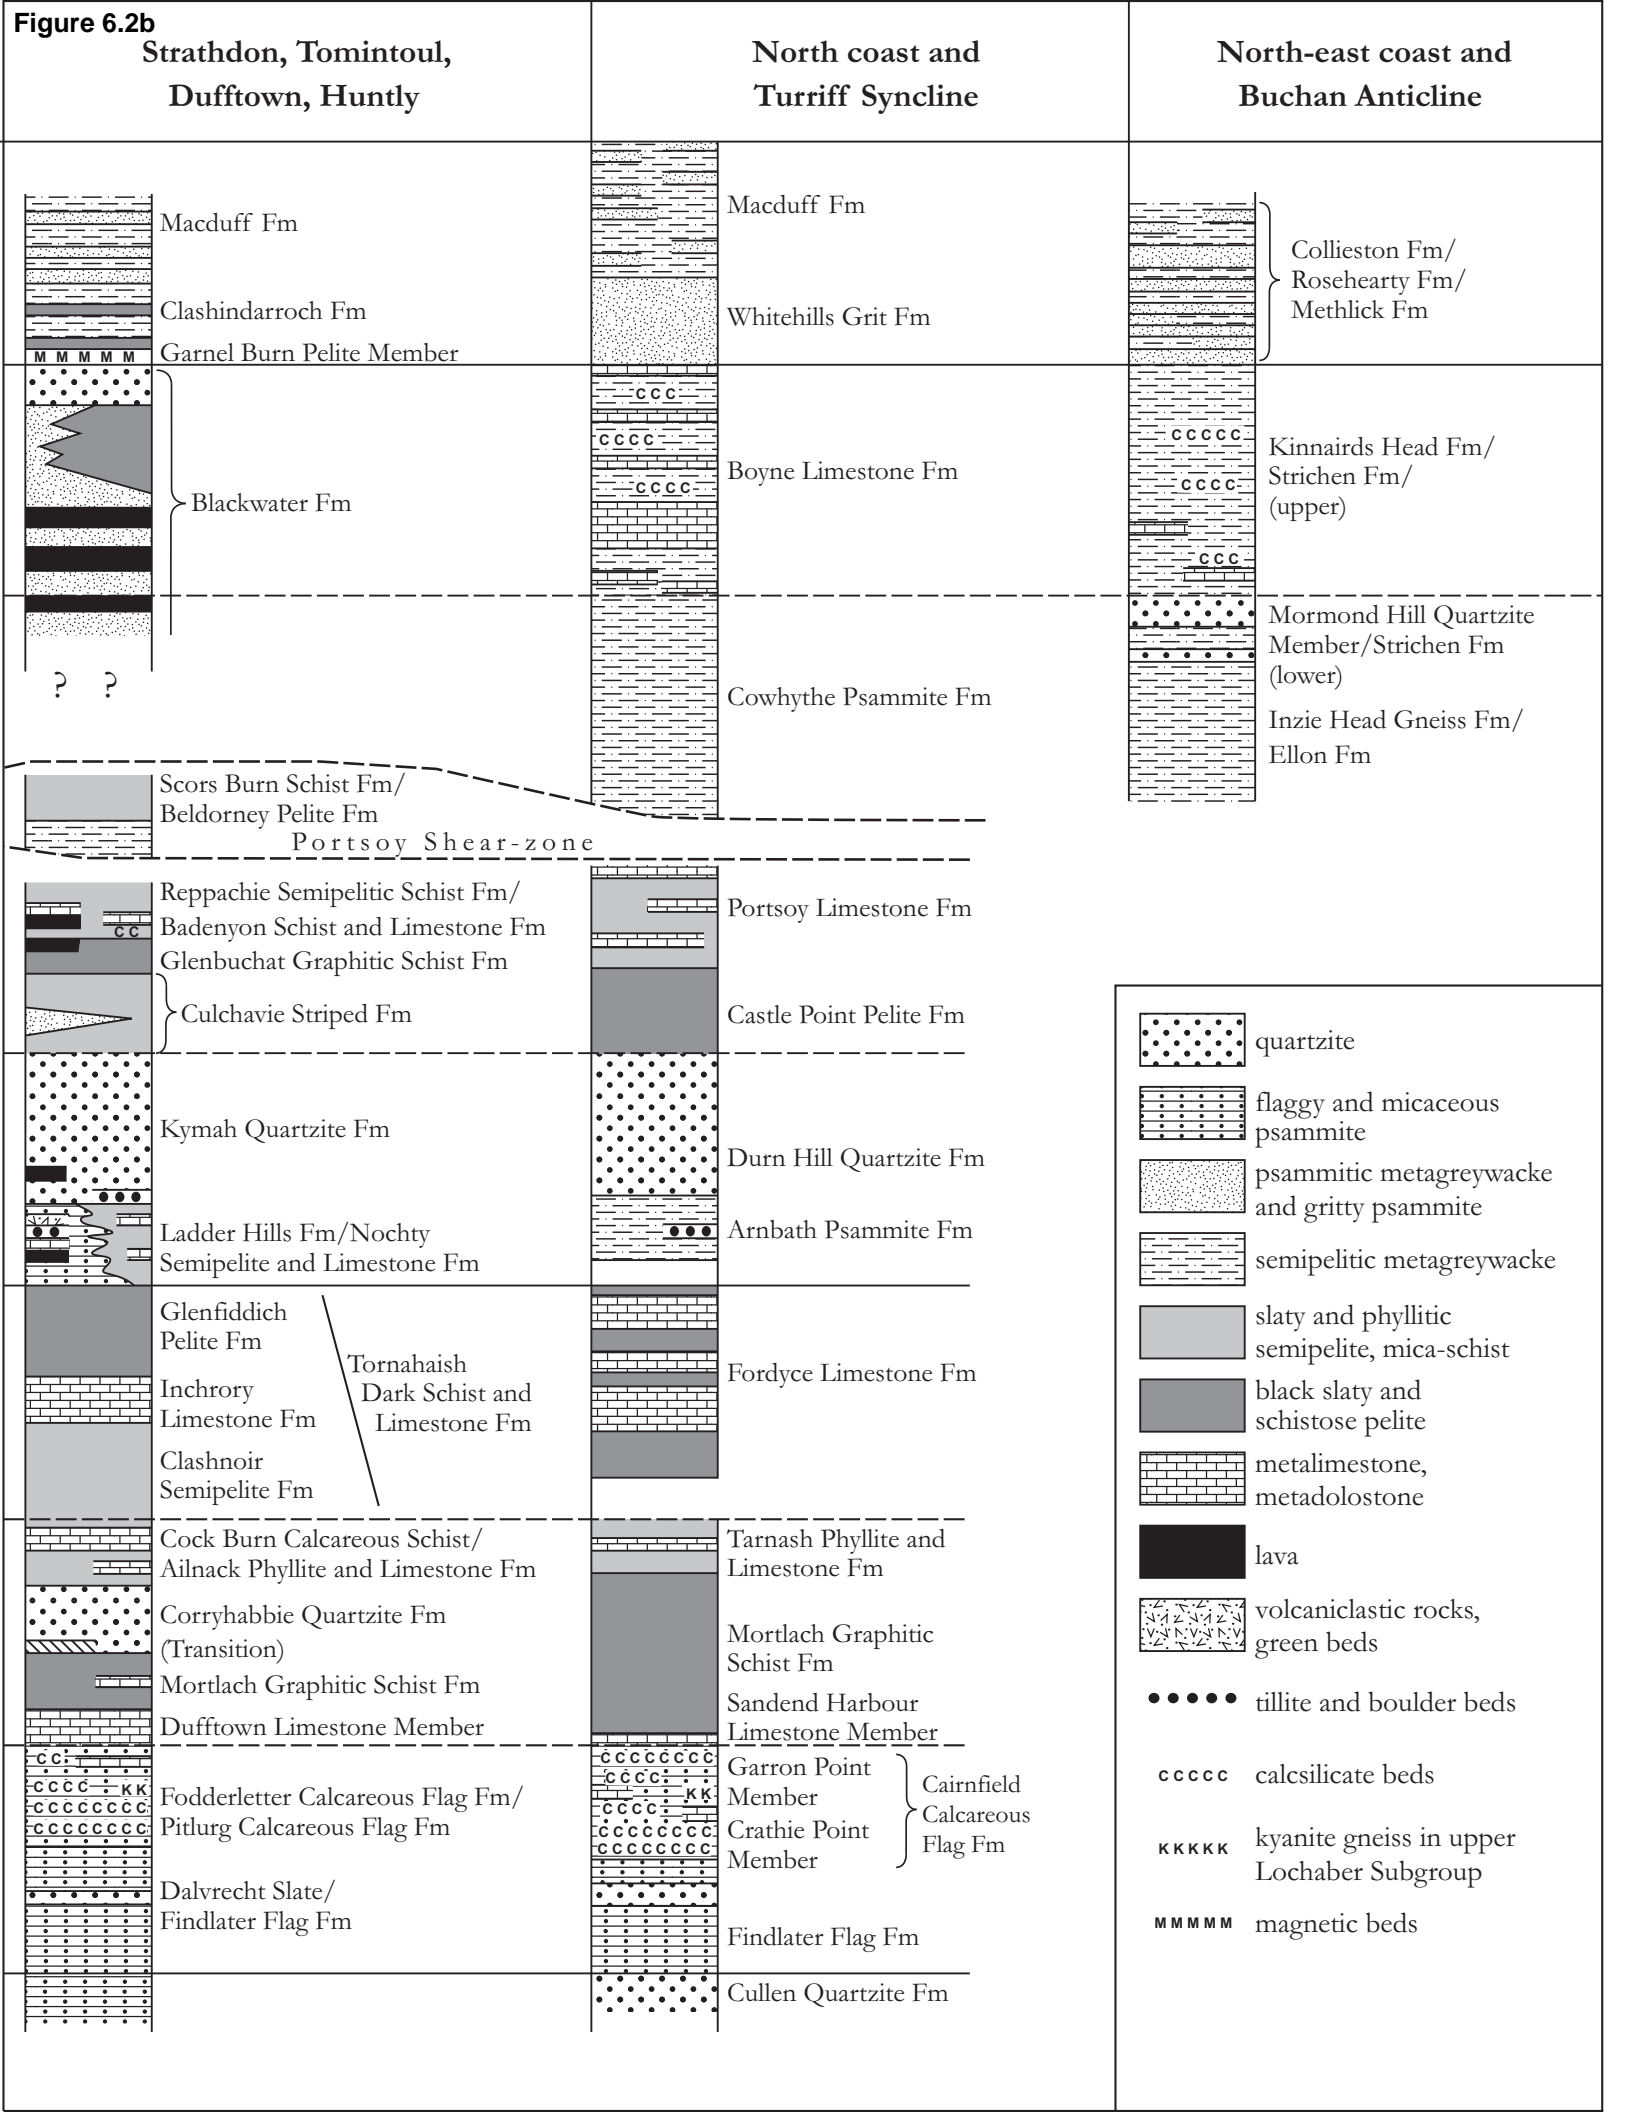 Figure 6.2b
Strathdon, Tomintoul,
Dufftown, Huntly
North coast and
Turriff Syncline
North-east coast and
Buchan Anticline
Macduff Fm
Clashindarroch Fm
Garnel Burn Pelite Member
M M M M M
Blackwater Fm
? ?
Scors Burn Schist Fm/
Beldorney Pelite Fm
Portsoy Shear-zone
Reppachie Semipelitic Schist Fm/
Badenyon Schist and Limestone Fm
C C
Glenbuchat Graphitic Schist Fm
Culchavie Striped Fm
Kymah Quartzite Fm
Ladder Hills Fm/Nochty
Semipelite and Limestone Fm
Glenfiddich
Pelite Fm
Inchrory
Limestone Fm
Clashnoir
Semipelite Fm
Tornahaish
Dark Schist and
Limestone Fm
Cock Burn Calcareous Schist/
Ailnack Phyllite and Limestone Fm
Corryhabbie Quartzite Fm
(Transition)
Mortlach Graphitic Schist Fm
Dufftown Limestone Member
C C
C C C C K K
C C C C C C C C
C C C C C C C C
Fodderletter Calcareous Flag Fm/
Pitlurg Calcareous Flag Fm
Dalvrecht Slate/
Findlater Flag Fm
Macduff Fm
Whitehills Grit Fm
C C C
C C C C
C C C C
Boyne Limestone Fm
Cowhythe Psammite Fm
Portsoy Limestone Fm
Castle Point Pelite Fm
Durn Hill Quartzite Fm
Arnbath Psammite Fm
Fordyce Limestone Fm
Tarnash Phyllite and
Limestone Fm
Mortlach Graphitic
Schist Fm
Sandend Harbour
Limestone Member
C C C C C C C C
C C C C
K K
C C C C
C C C C C C C C
C C C C C C C C
Garron Point
Member
Crathie Point
Member
Cairnfield
Calcareous
Flag Fm
Findlater Flag Fm
Cullen Quartzite Fm
Collieston Fm/
Rosehearty Fm/
Methlick Fm
C C C C C
C C C C
C C C
Kinnairds Head Fm/
Strichen Fm/
(upper)
Mormond Hill Quartzite
Member/Strichen Fm
(lower)
Inzie Head Gneiss Fm/
Ellon Fm
quartzite
flaggy and micaceous
psammite
psammitic metagreywacke
and gritty psammite
semipelitic metagreywacke
slaty and phyllitic
semipelite, mica-schist
black slaty and
schistose pelite
metalimestone,
metadolostone
lava
volcaniclastic rocks,
green beds
tillite and boulder beds
C C C C C calcsilicate beds
K K K K K kyanite gneiss in upper
Lochaber Subgroup
M M M M M magnetic beds